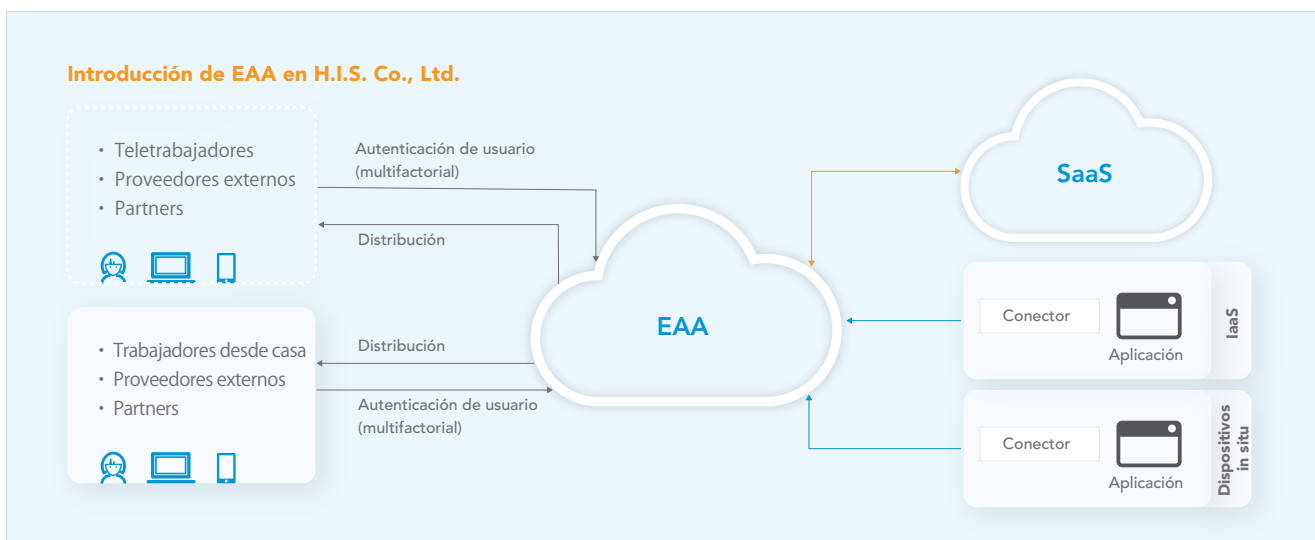 Introducción de EAA en H.I.S. Co., Ltd.
• Teletrabajadores
• Proveedores externos
• Partners
Autenticación de usuario
(multifactorial)
Distribución
• Trabajadores desde casa
• Proveedores externos
• Partners
Distribución
Autenticación de usuario
(multifactorial)
EAA
SaaS
Conector
Aplicación
IaaS
Conector
Aplicación
Dispositivos
in situ